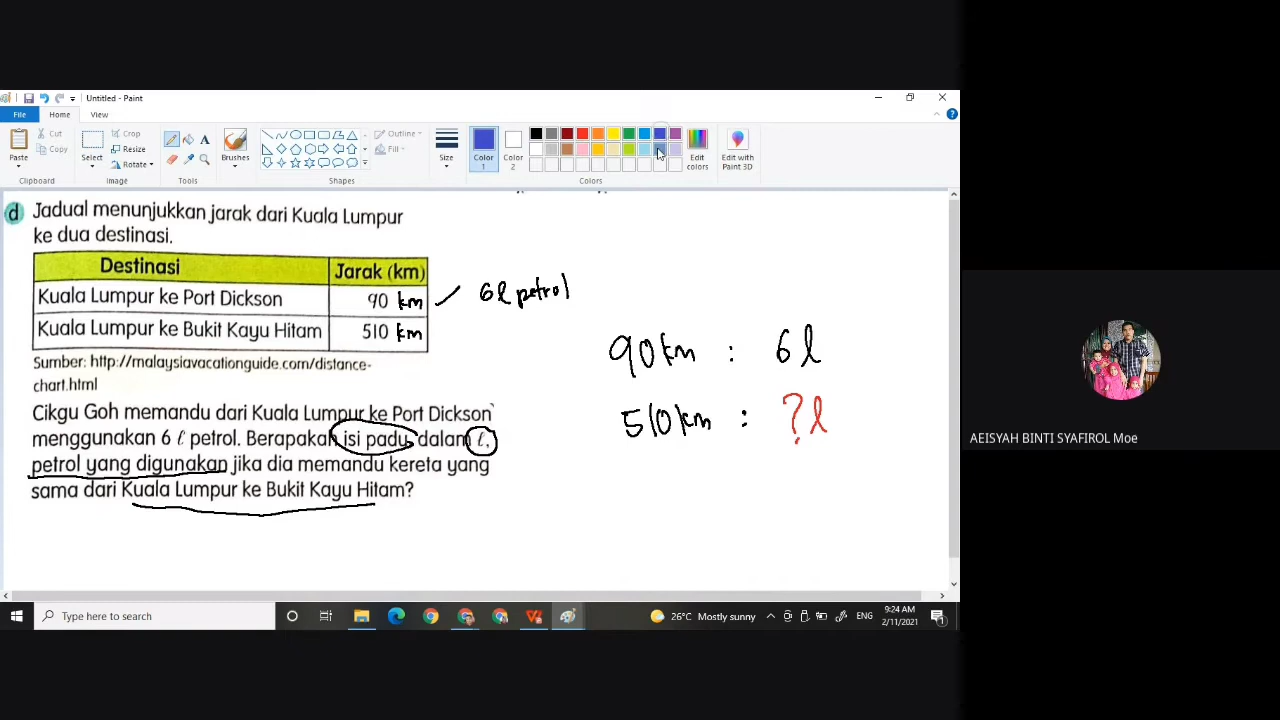 Untitled - Paint
File Home View
Paste
Cut
Copy
Clipboard
Select
Crop
Resize
Rotate
Image
Tools
Brushes
Shapes
Outline
Fill
Size
Color 1
Color 2
Colors
Edit colors
Edit with Paint 3D
d Jadual menunjukkan jarak dari Kuala Lumpur
ke dua destinasi.
Destinasi Jarak (km)
Kuala Lumpur ke Port Dickson 90 km 6ℓ petrol
Kuala Lumpur ke Bukit Kayu Hitam 510 km
Sumber: http://malaysiavacationguide.com/distance-
chart.html
Cikgu Goh memandu dari Kuala Lumpur ke Port Dickson
menggunakan 6 ℓ petrol. Berapakah isi padu, dalam ℓ,
petrol yang digunakan jika dia memandu kereta yang
sama dari Kuala Lumpur ke Bukit Kayu Hitam?
90km : 6ℓ
510km : ?ℓ
AEISYAH BINTI SYAFIROL Moe
Type here to search
26°C Mostly sunny
ENG
9:24 AM
2/11/2021